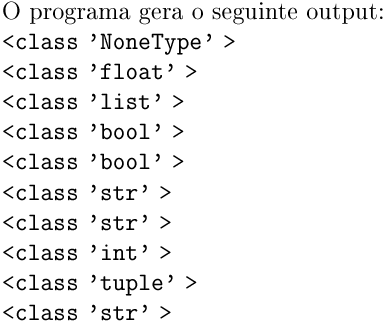 O programa gera o seguinte output:
<class ’NoneType’ >
<class ’float’ >
<class ’list’ >
<class ’bool’ >
<class ’bool’ >
<class ’str’ >
<class ’str’ >
<class ’int’ >
<class ’tuple’ >
<class ’str’ >